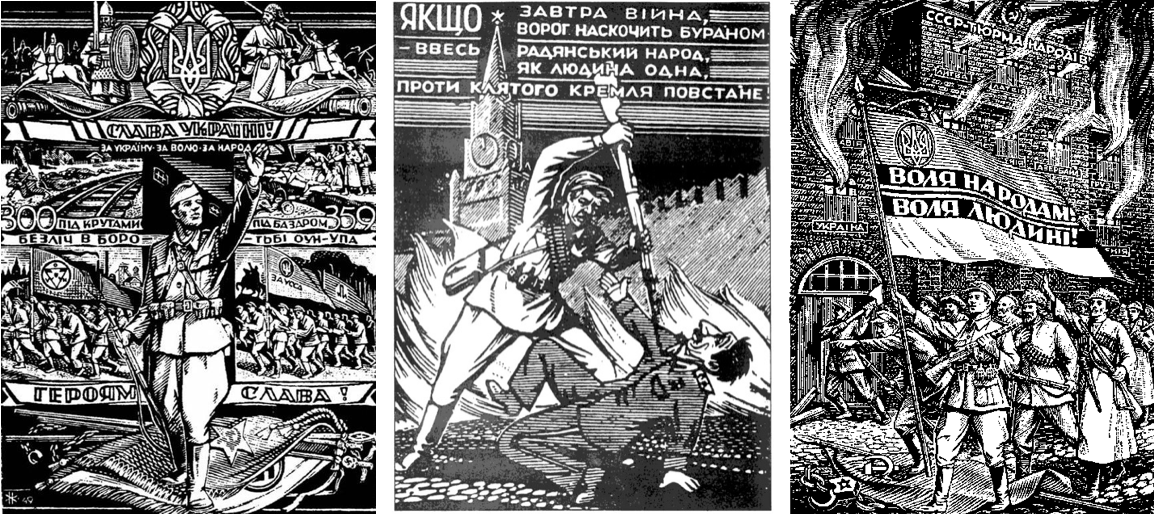 СЛАВА УКРАЇНІ!
ЗА УКРАЇНУ·ЗА ВОЛЮ·ЗА НАРОД
300 ПІД КРУТАМИ
ПІД БАЗАРОМ 359
БЕЗЛІЧ В БОРО-
ТЬБІ ОУН-УПА
ГЕРОЯМ СЛАВА!
49
ЯКЩО ЗАВТРА ВІЙНА,
ВОРОГ НАСКОЧИТЬ БУРАНОМ-
-ВВЕСЬ РАДЯНСЬКИЙ НАРОД,
ЯК ЛЮДИНА ОДНА,
ПРОТИ КЛЯТОГО КРЕМЛЯ ПОВСТАНЕ!
СССР-ТЮРМА НАРОДІВ
ВОЛЯ НАРОДАМ!
ВОЛЯ ЛЮДИНІ!
УКРАЇНА